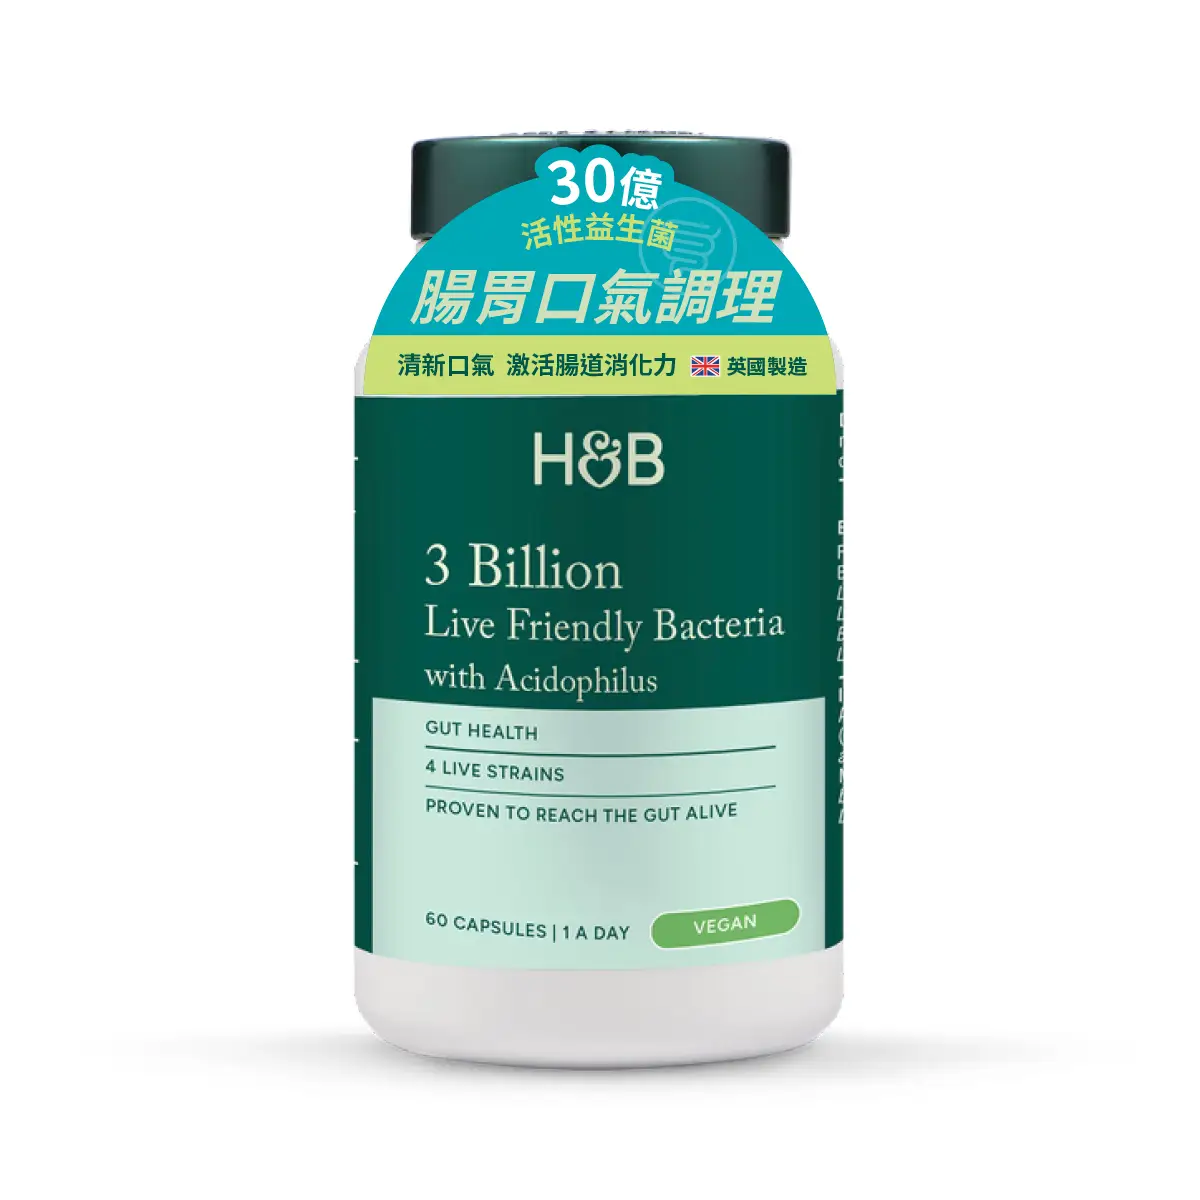 30億
活性益生菌
腸胃口氣調理
清新口氣 激活腸道消化力 英國製造
H&B
3 Billion
Live Friendly Bacteria
with Acidophilus
GUT HEALTH
4 LIVE STRAINS
PROVEN TO REACH THE GUT ALIVE
60 CAPSULES | 1 A DAY
VEGAN